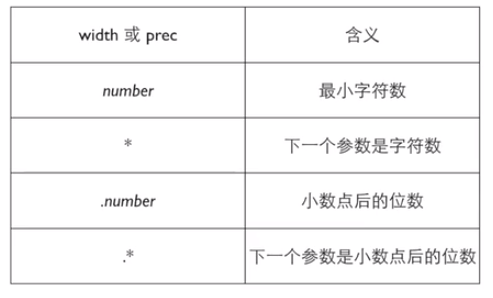 width 或 prec 含义
number 最小字符数
* 下一个参数是字符数
.number 小数点后的位数
.* 下一个参数是小数点后的位数